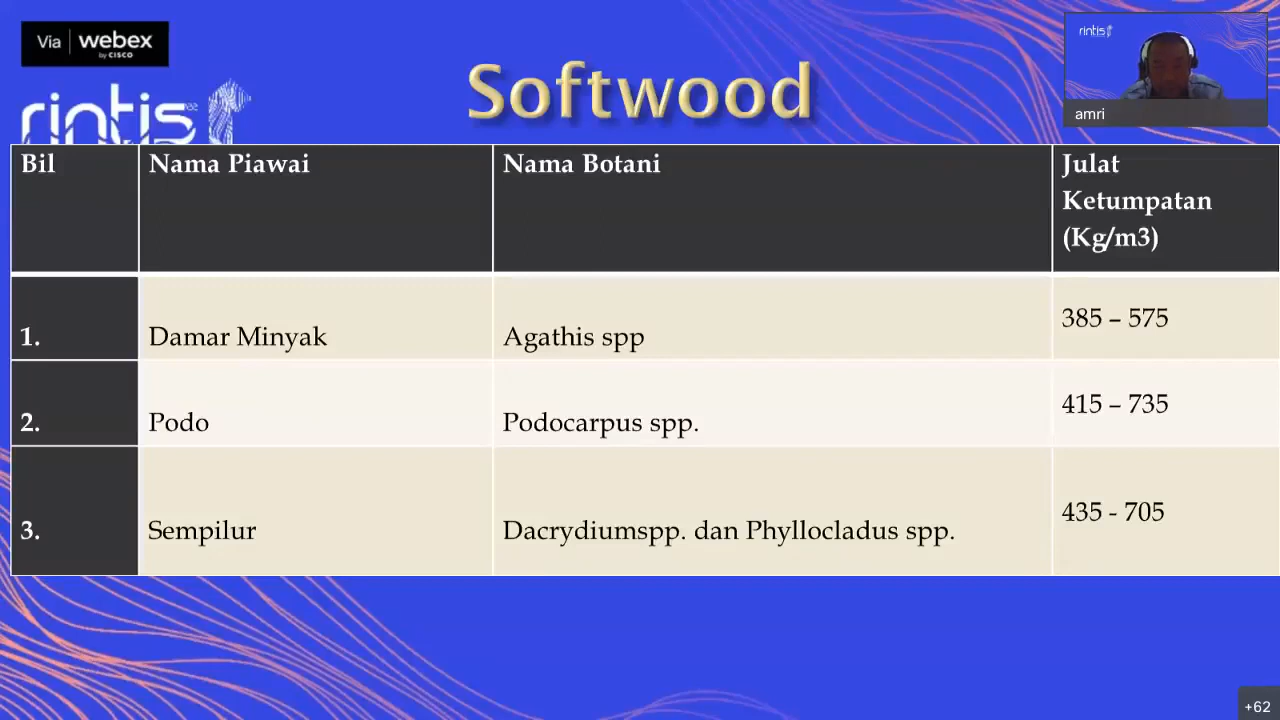 Via webex
by CISCO
rintis
Softwood
rintis
amri
Bil Nama Piawai Nama Botani Julat
Ketumpatan
(Kg/m3)
1. Damar Minyak Agathis spp 385 – 575
2. Podo Podocarpus spp. 415 – 735
3. Sempilur Dacrydiumspp. dan Phyllocladus spp. 435 - 705
+62